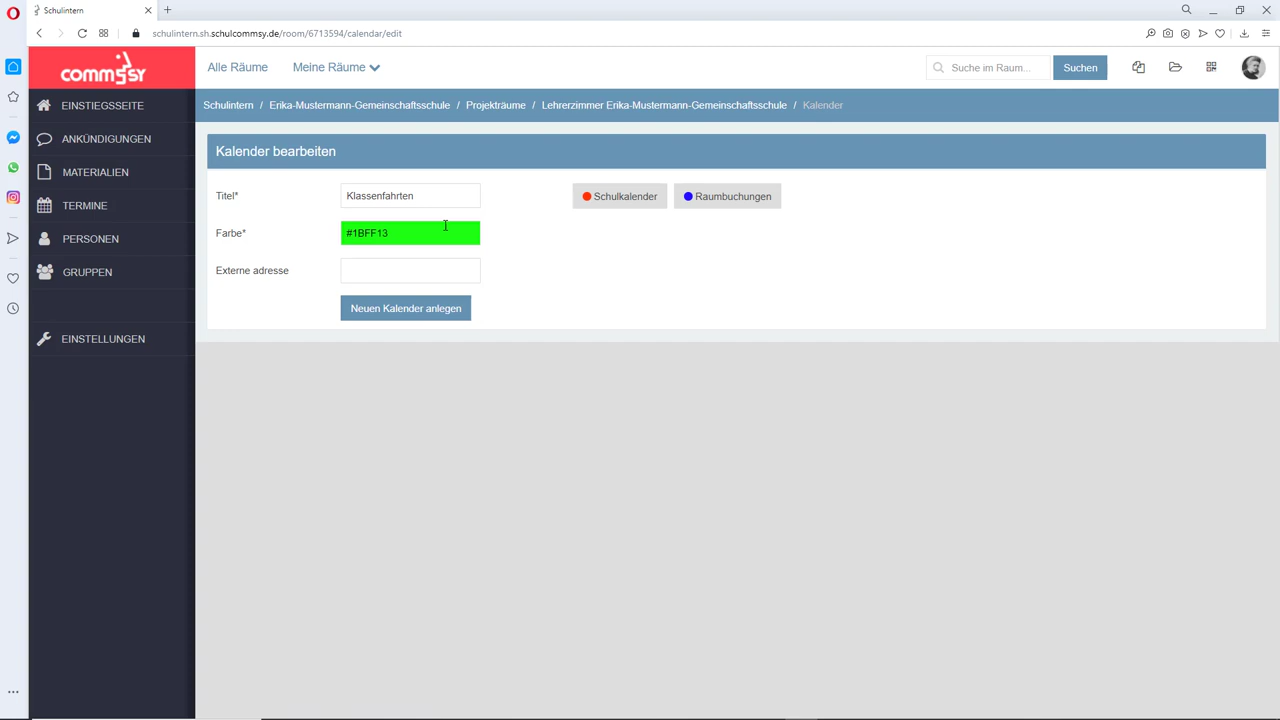 Schulintern
schulintern.sh.schulcommsy.de/room/6713594/calendar/edit
commsy
Alle Räume
Meine Räume
Suche im Raum...
Suchen
Schulintern / Erika-Mustermann-Gemeinschaftsschule / Projekträume / Lehrerzimmer Erika-Mustermann-Gemeinschaftsschule / Kalender
EINSTIEGSSEITE
ANKÜNDIGUNGEN
MATERIALIEN
TERMINE
PERSONEN
GRUPPEN
EINSTELLUNGEN
Kalender bearbeiten
Titel*
Klassenfahrten
Schulkalender
Raumbuchungen
Farbe*
#1BFF13
Externe adresse
Neuen Kalender anlegen